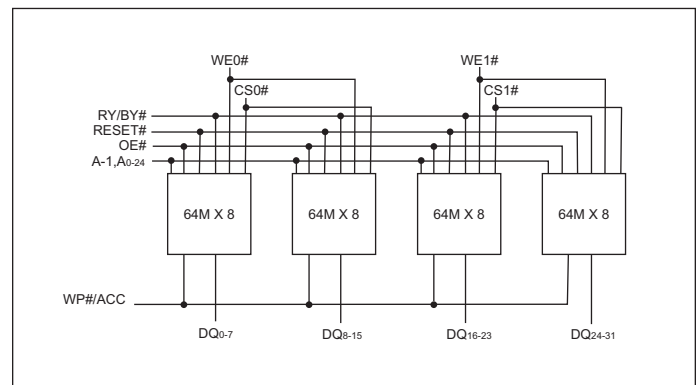 WE0# WE1#
CS0# CS1#
RY/BY#
RESET#
OE#
A-1,A0-24
64M X 8 64M X 8 64M X 8 64M X 8
WP#/ACC
DQ0-7 DQ8-15 DQ16-23 DQ24-31